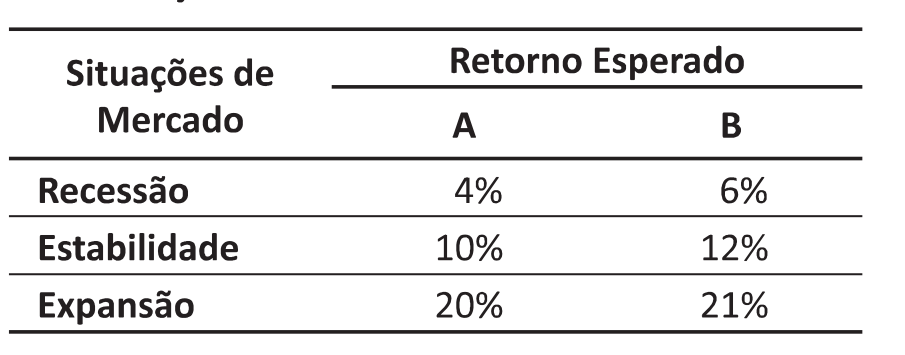 Situações de Mercado
Retorno Esperado
A B
Recessão 4% 6%
Estabilidade 10% 12%
Expansão 20% 21%